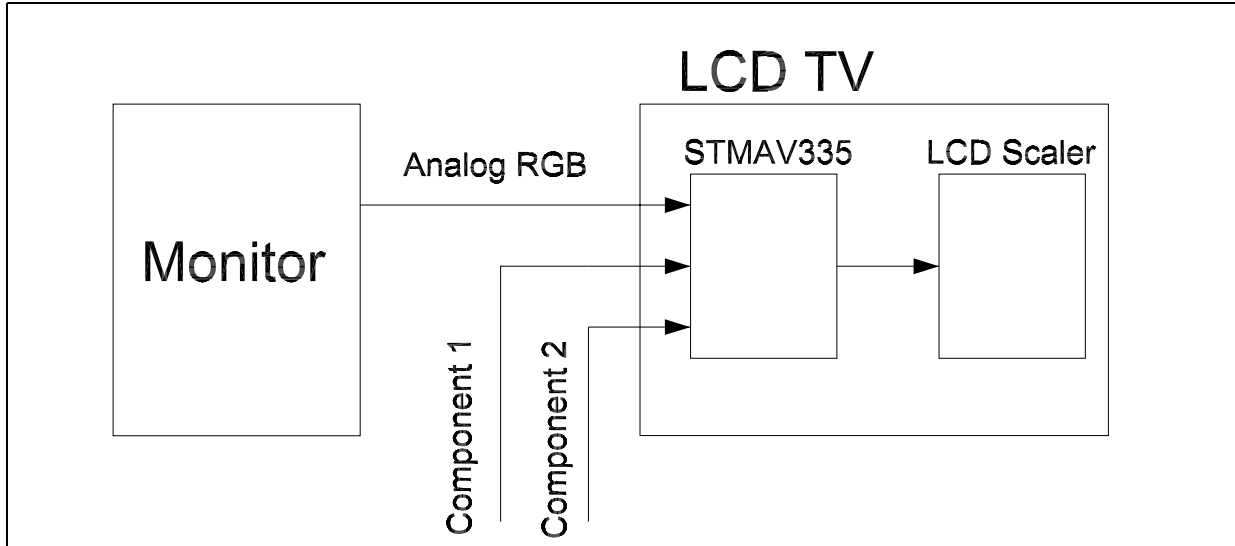 LCD TV
STMAV335
LCD Scaler
Analog RGB
Monitor
Component 1
Component 2